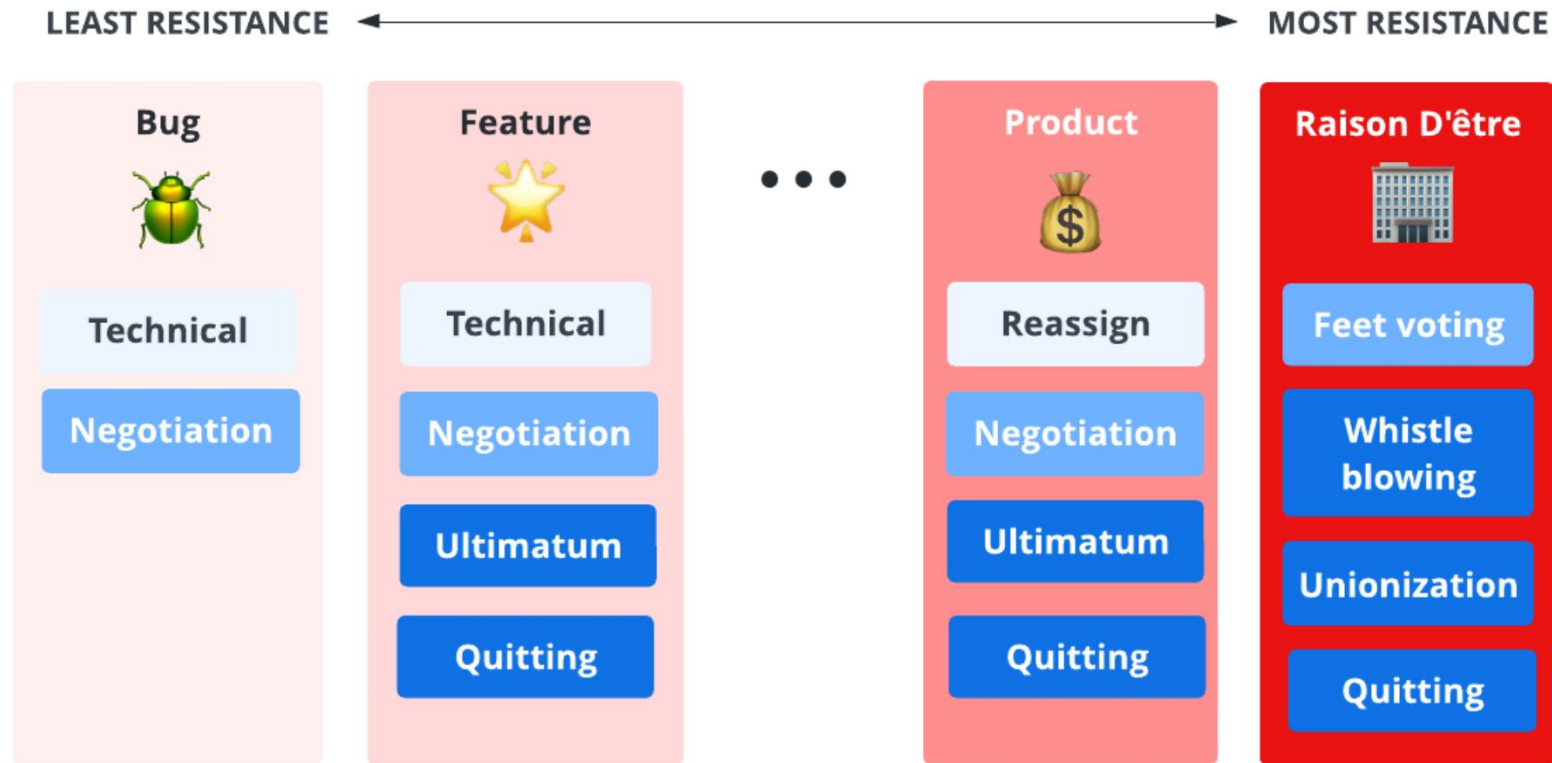 LEAST RESISTANCE
MOST RESISTANCE
Bug
Technical
Negotiation
Feature
Technical
Negotiation
Ultimatum
Quitting
•••
Product
$
Reassign
Negotiation
Ultimatum
Quitting
Raison D'être
Feet voting
Whistle
blowing
Unionization
Quitting